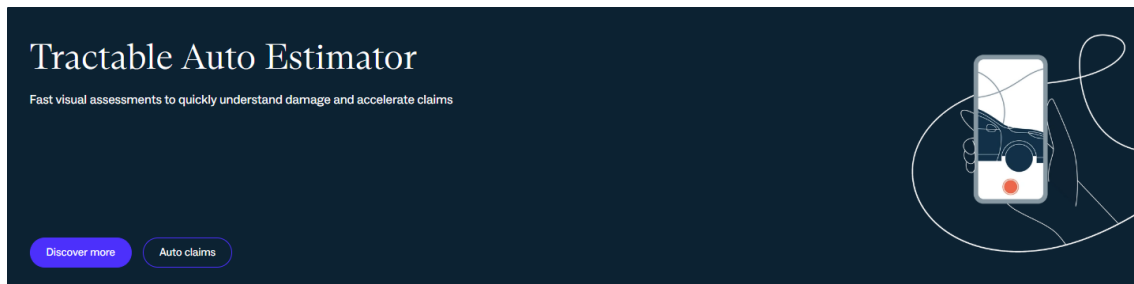 Tractable Auto Estimator
Fast visual assessments to quickly understand damage and accelerate claims
Discover more
Auto claims